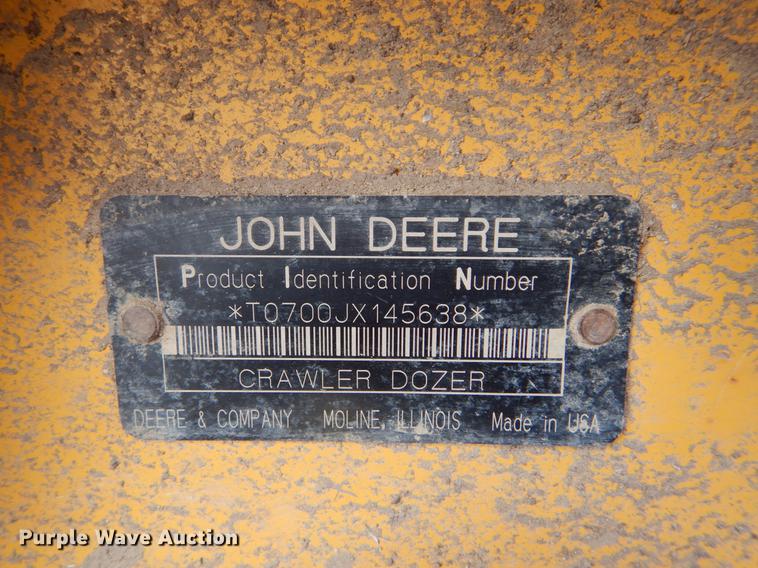 JOHN DEERE
Product Identification Number
*T0700JX145638*
CRAWLER DOZER
DEERE & COMPANY MOLINE, ILLINOIS Made in USA
Purple Wave Auction